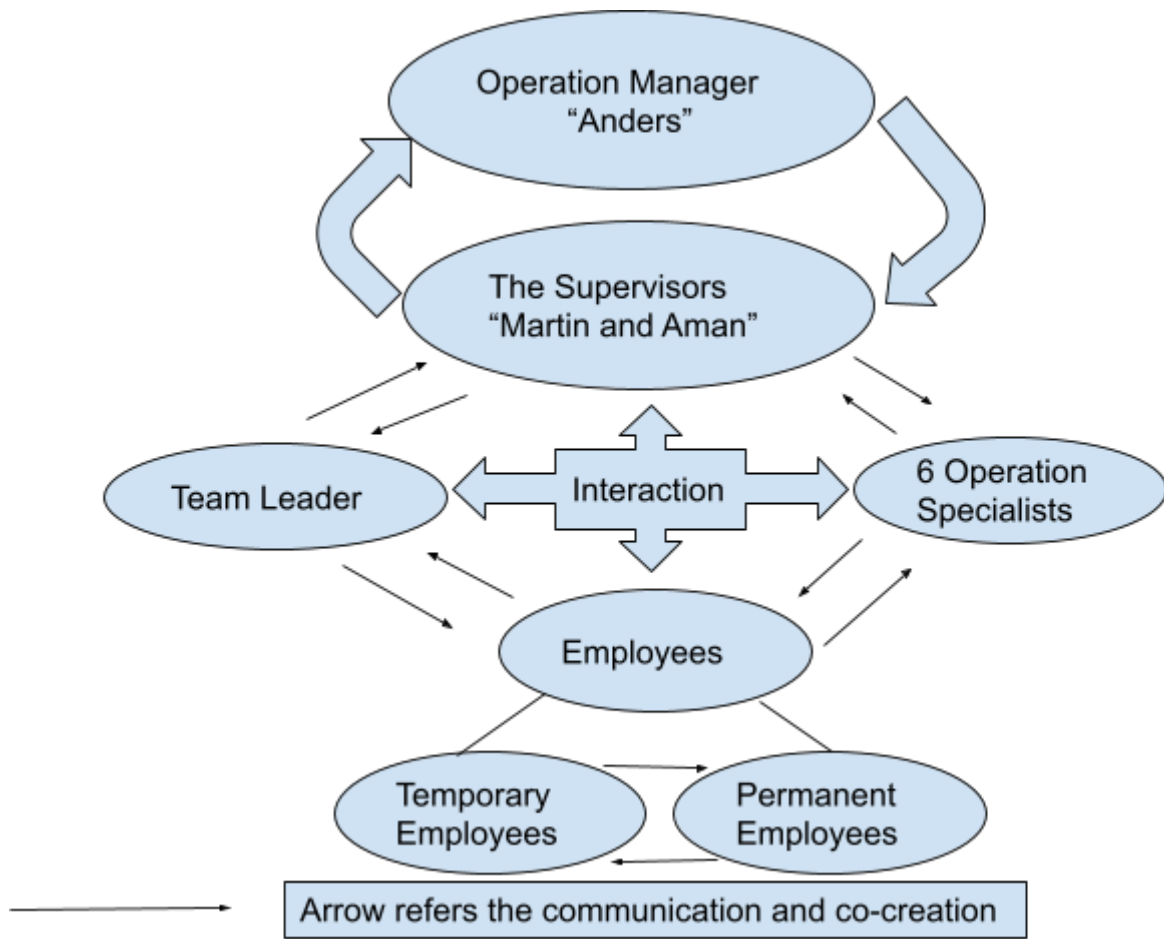 Operation Manager
“Anders”
The Supervisors
“Martin and Aman”
Team Leader
Interaction
6 Operation
Specialists
Employees
Temporary
Employees
Permanent
Employees
Arrow refers the communication and co-creation